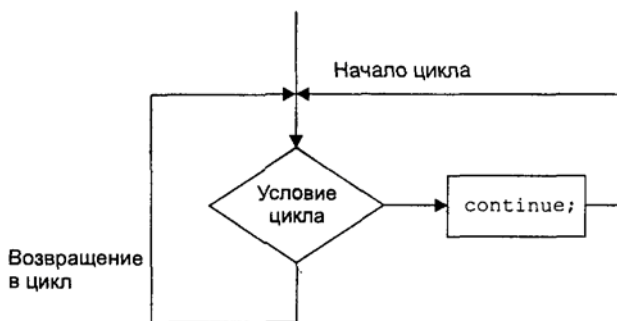 Начало цикла
Условие
цикла
continue;
Возвращение
в цикл